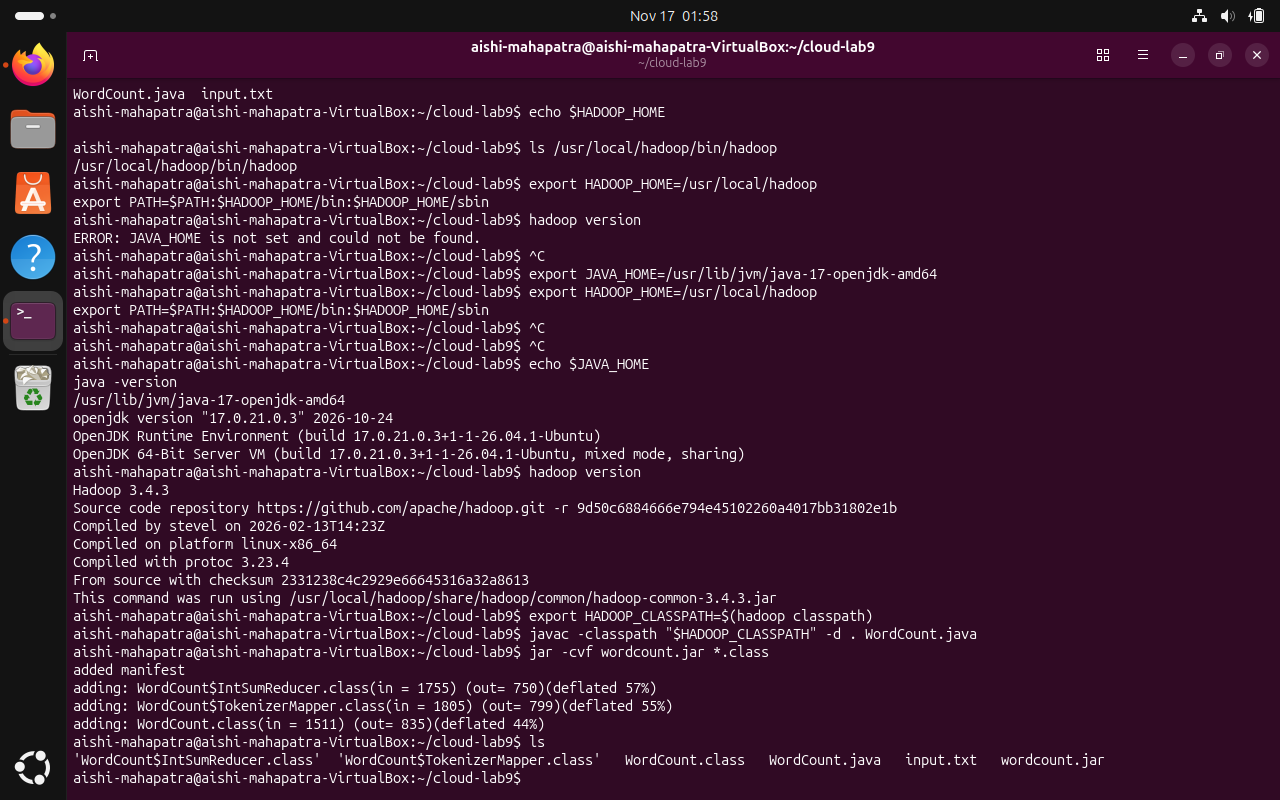 Nov 17  01:58
aishi-mahapatra@aishi-mahapatra-VirtualBox:~/cloud-lab9
~/cloud-lab9
WordCount.java  input.txt
aishi-mahapatra@aishi-mahapatra-VirtualBox:~/cloud-lab9$ echo $HADOOP_HOME
aishi-mahapatra@aishi-mahapatra-VirtualBox:~/cloud-lab9$ ls /usr/local/hadoop/bin/hadoop
/usr/local/hadoop/bin/hadoop
aishi-mahapatra@aishi-mahapatra-VirtualBox:~/cloud-lab9$ export HADOOP_HOME=/usr/local/hadoop
export PATH=$PATH:$HADOOP_HOME/bin:$HADOOP_HOME/sbin
aishi-mahapatra@aishi-mahapatra-VirtualBox:~/cloud-lab9$ hadoop version
ERROR: JAVA_HOME is not set and could not be found.
aishi-mahapatra@aishi-mahapatra-VirtualBox:~/cloud-lab9$ ^C
aishi-mahapatra@aishi-mahapatra-VirtualBox:~/cloud-lab9$ export JAVA_HOME=/usr/lib/jvm/java-17-openjdk-amd64
aishi-mahapatra@aishi-mahapatra-VirtualBox:~/cloud-lab9$ export HADOOP_HOME=/usr/local/hadoop
export PATH=$PATH:$HADOOP_HOME/bin:$HADOOP_HOME/sbin
aishi-mahapatra@aishi-mahapatra-VirtualBox:~/cloud-lab9$ ^C
aishi-mahapatra@aishi-mahapatra-VirtualBox:~/cloud-lab9$ ^C
aishi-mahapatra@aishi-mahapatra-VirtualBox:~/cloud-lab9$ echo $JAVA_HOME
java -version
/usr/lib/jvm/java-17-openjdk-amd64
openjdk version "17.0.21.0.3" 2026-10-24
OpenJDK Runtime Environment (build 17.0.21.0.3+1-1-26.04.1-Ubuntu)
OpenJDK 64-Bit Server VM (build 17.0.21.0.3+1-1-26.04.1-Ubuntu, mixed mode, sharing)
aishi-mahapatra@aishi-mahapatra-VirtualBox:~/cloud-lab9$ hadoop version
Hadoop 3.4.3
Source code repository https://github.com/apache/hadoop.git -r 9d50c6884666e794e45102260a4017bb31802e1b
Compiled by stevel on 2026-02-13T14:23Z
Compiled on platform linux-x86_64
Compiled with protoc 3.23.4
From source with checksum 2331238c4c2929e66645316a32a8613
This command was run using /usr/local/hadoop/share/hadoop/common/hadoop-common-3.4.3.jar
aishi-mahapatra@aishi-mahapatra-VirtualBox:~/cloud-lab9$ export HADOOP_CLASSPATH=$(hadoop classpath)
aishi-mahapatra@aishi-mahapatra-VirtualBox:~/cloud-lab9$ javac -classpath "$HADOOP_CLASSPATH" -d . WordCount.java
aishi-mahapatra@aishi-mahapatra-VirtualBox:~/cloud-lab9$ jar -cvf wordcount.jar *.class
added manifest
adding: WordCount$IntSumReducer.class(in = 1755) (out= 750)(deflated 57%)
adding: WordCount$TokenizerMapper.class(in = 1805) (out= 799)(deflated 55%)
adding: WordCount.class(in = 1511) (out= 835)(deflated 44%)
aishi-mahapatra@aishi-mahapatra-VirtualBox:~/cloud-lab9$ ls
'WordCount$IntSumReducer.class'  'WordCount$TokenizerMapper.class'   WordCount.class   WordCount.java   input.txt   wordcount.jar
aishi-mahapatra@aishi-mahapatra-VirtualBox:~/cloud-lab9$